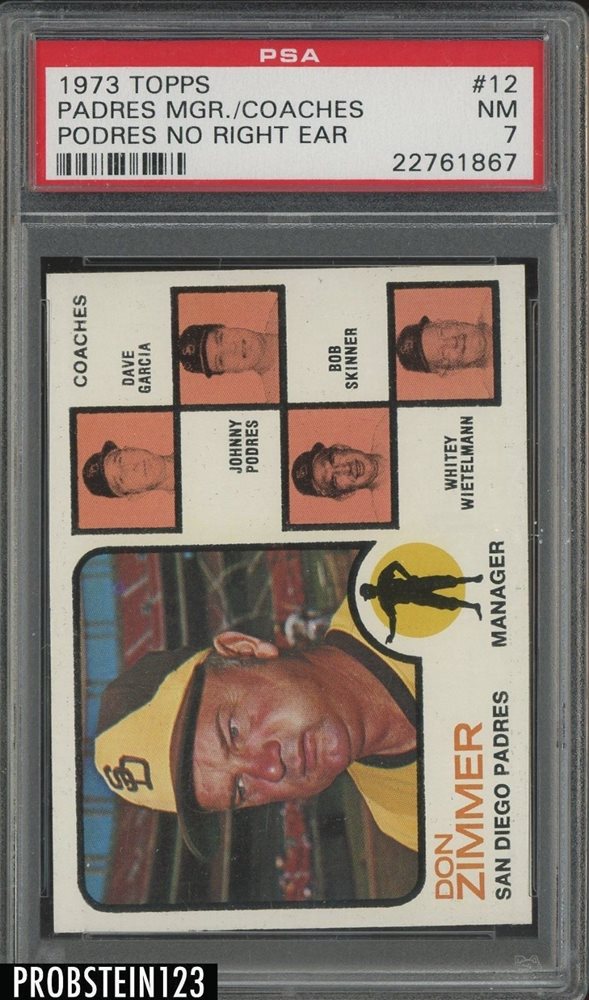 PSA
1973 TOPPS #12
PADRES MGR./COACHES NM
PODRES NO RIGHT EAR 7
22761867
COACHES
DAVE
GARCIA
JOHNNY
PODRES
BOB
SKINNER
WHITEY
WIETELMANN
SD
DON
ZIMMER
SAN DIEGO PADRES MANAGER
PROBSTEIN123